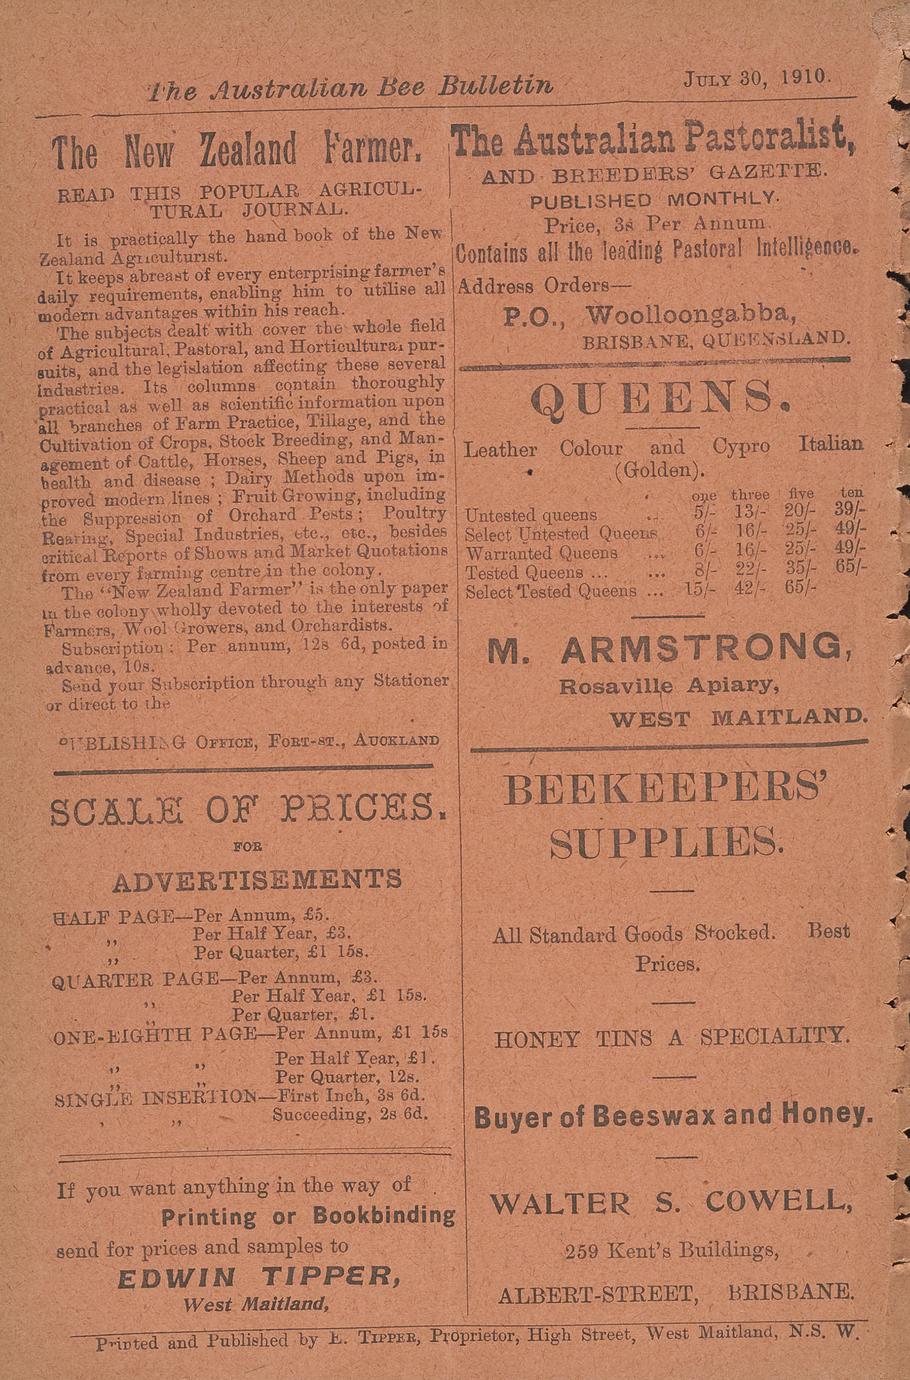 The Australian Bee Bulletin JULY 30, 1910.
The New Zealand Farmer.
READ THIS POPULAR AGRICUL-
TURAL JOURNAL.
It is practically the hand book of the New
Zealand Agriculturist.
It keeps abreast of every enterprising farmer's
daily requirements, enabling him to utilise all
modern advantages within his reach.
The subjects dealt with cover the whole field
of Agricultural, Pastoral, and Horticultural pur-
suits, and the legislation affecting these several
industries. Its columns contain thoroughly
practical as well as scientific information upon
all branches of Farm Practice, Tillage, and the
Cultivation of Crops, Stock Breeding, and Man-
agement of Cattle, Horses, Sheep and Pigs, in
health and disease ; Dairy Methods upon im-
proved modern lines ; Fruit Growing, including
the Suppression of Orchard Pests ; Poultry
Rearing, Special Industries, etc., etc., besides
critical Reports of Shows and Market Quotations
from every farming centre in the colony.
The "New Zealand Farmer" is the only paper
in the colony wholly devoted to the interests of
Farmers, Wool Growers, and Orchardists.
Subscription : Per annum, 12s 6d, posted in
advance, 10s.
Send your Subscription through any Stationer
or direct to the
PUBLISHING OFFICE, FORT-ST., AUCKLAND
SCALE OF PRICES.
FOR
ADVERTISEMENTS
HALF PAGE—Per Annum, £5.
,, Per Half Year, £3.
,, Per Quarter, £1 15s.
QUARTER PAGE—Per Annum, £3.
,, Per Half Year, £1 15s.
,, Per Quarter, £1.
ONE-EIGHTH PAGE—Per Annum, £1 15s
,, ,, Per Half Year, £1.
,, ,, Per Quarter, 12s.
SINGLE INSERTION—First Inch, 3s 6d.
, ,, Succeeding, 2s 6d.
If you want anything in the way of
Printing or Bookbinding
send for prices and samples to
EDWIN TIPPER,
West Maitland,
The Australian Pastoralist,
AND BREEDERS' GAZETTE.
PUBLISHED MONTHLY.
Price, 3s Per Annum.
Contains all the leading Pastoral Intelligence.
Address Orders—
P.O., Woolloongabba,
BRISBANE, QUEENSLAND.
QUEENS.
Leather Colour and Cypro Italian
(Golden).
one three five ten
Untested queens .. 5/- 13/- 20/- 39/-
Select Untested Queens 6/- 16/- 25/- 49/-
Warranted Queens .... 6/- 16/- 25/- 49/-
Tested Queens ... ... 8/- 22/- 35/- 65/-
Select Tested Queens ... 15/- 42/- 65/-
M. ARMSTRONG,
Rosaville Apiary,
WEST MAITLAND.
BEEKEEPERS'
SUPPLIES.
All Standard Goods Stocked. Best
Prices.
HONEY TINS A SPECIALITY.
Buyer of Beeswax and Honey.
WALTER S. COWELL,
259 Kent's Buildings,
ALBERT-STREET, BRISBANE.
Printed and Published by E. TIPPER, Proprietor, High Street, West Maitland, N.S. W.